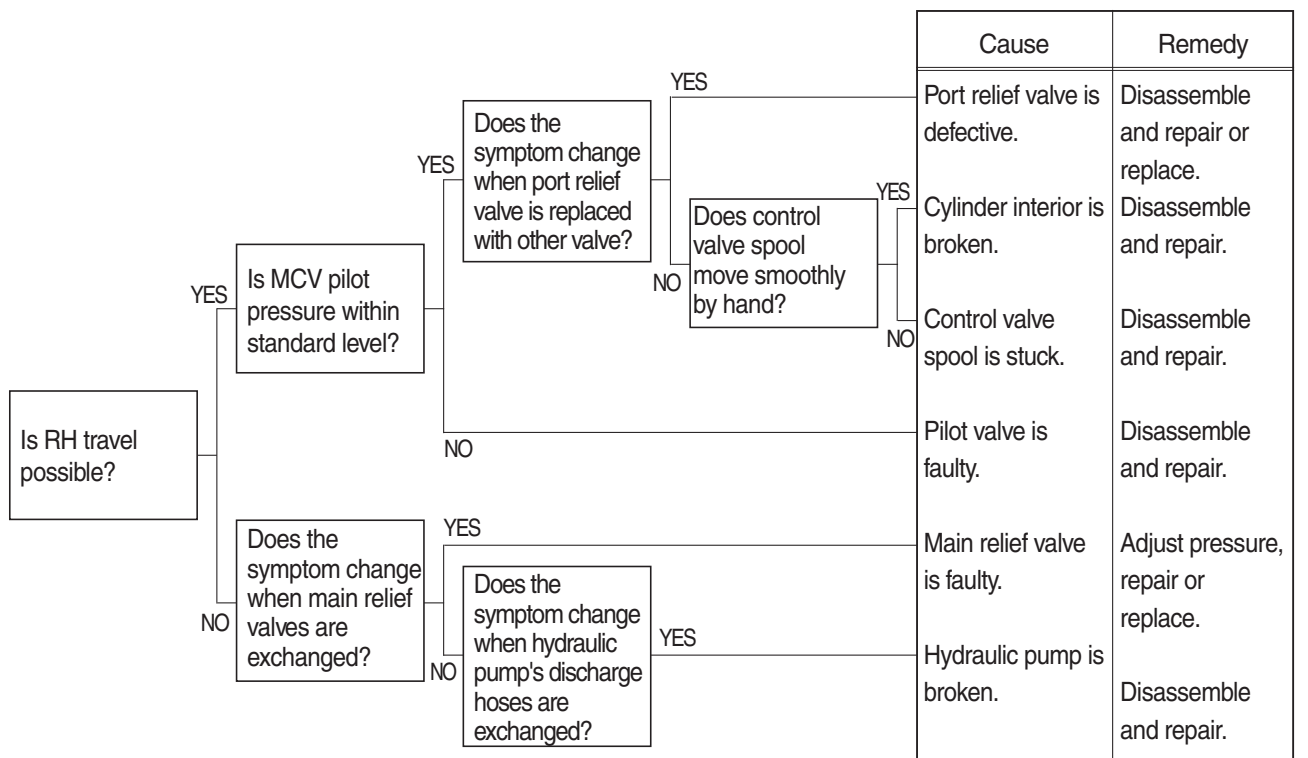 Is RH travel
possible?
YES
NO
Is MCV pilot
pressure within
standard level?
YES
NO
Does the
symptom change
when port relief
valve is replaced
with other valve?
YES
NO
Does control
valve spool
move smoothly
by hand?
YES
NO
Does the
symptom change
when main relief
valves are
exchanged?
YES
NO
Does the
symptom change
when hydraulic
pump's discharge
hoses are
exchanged?
YES
Cause
Remedy
Port relief valve is
defective.
Disassemble
and repair or
replace.
Cylinder interior is
broken.
Disassemble
and repair.
Control valve
spool is stuck.
Disassemble
and repair.
Pilot valve is
faulty.
Disassemble
and repair.
Main relief valve
is faulty.
Adjust pressure,
repair or
replace.
Hydraulic pump is
broken.
Disassemble
and repair.